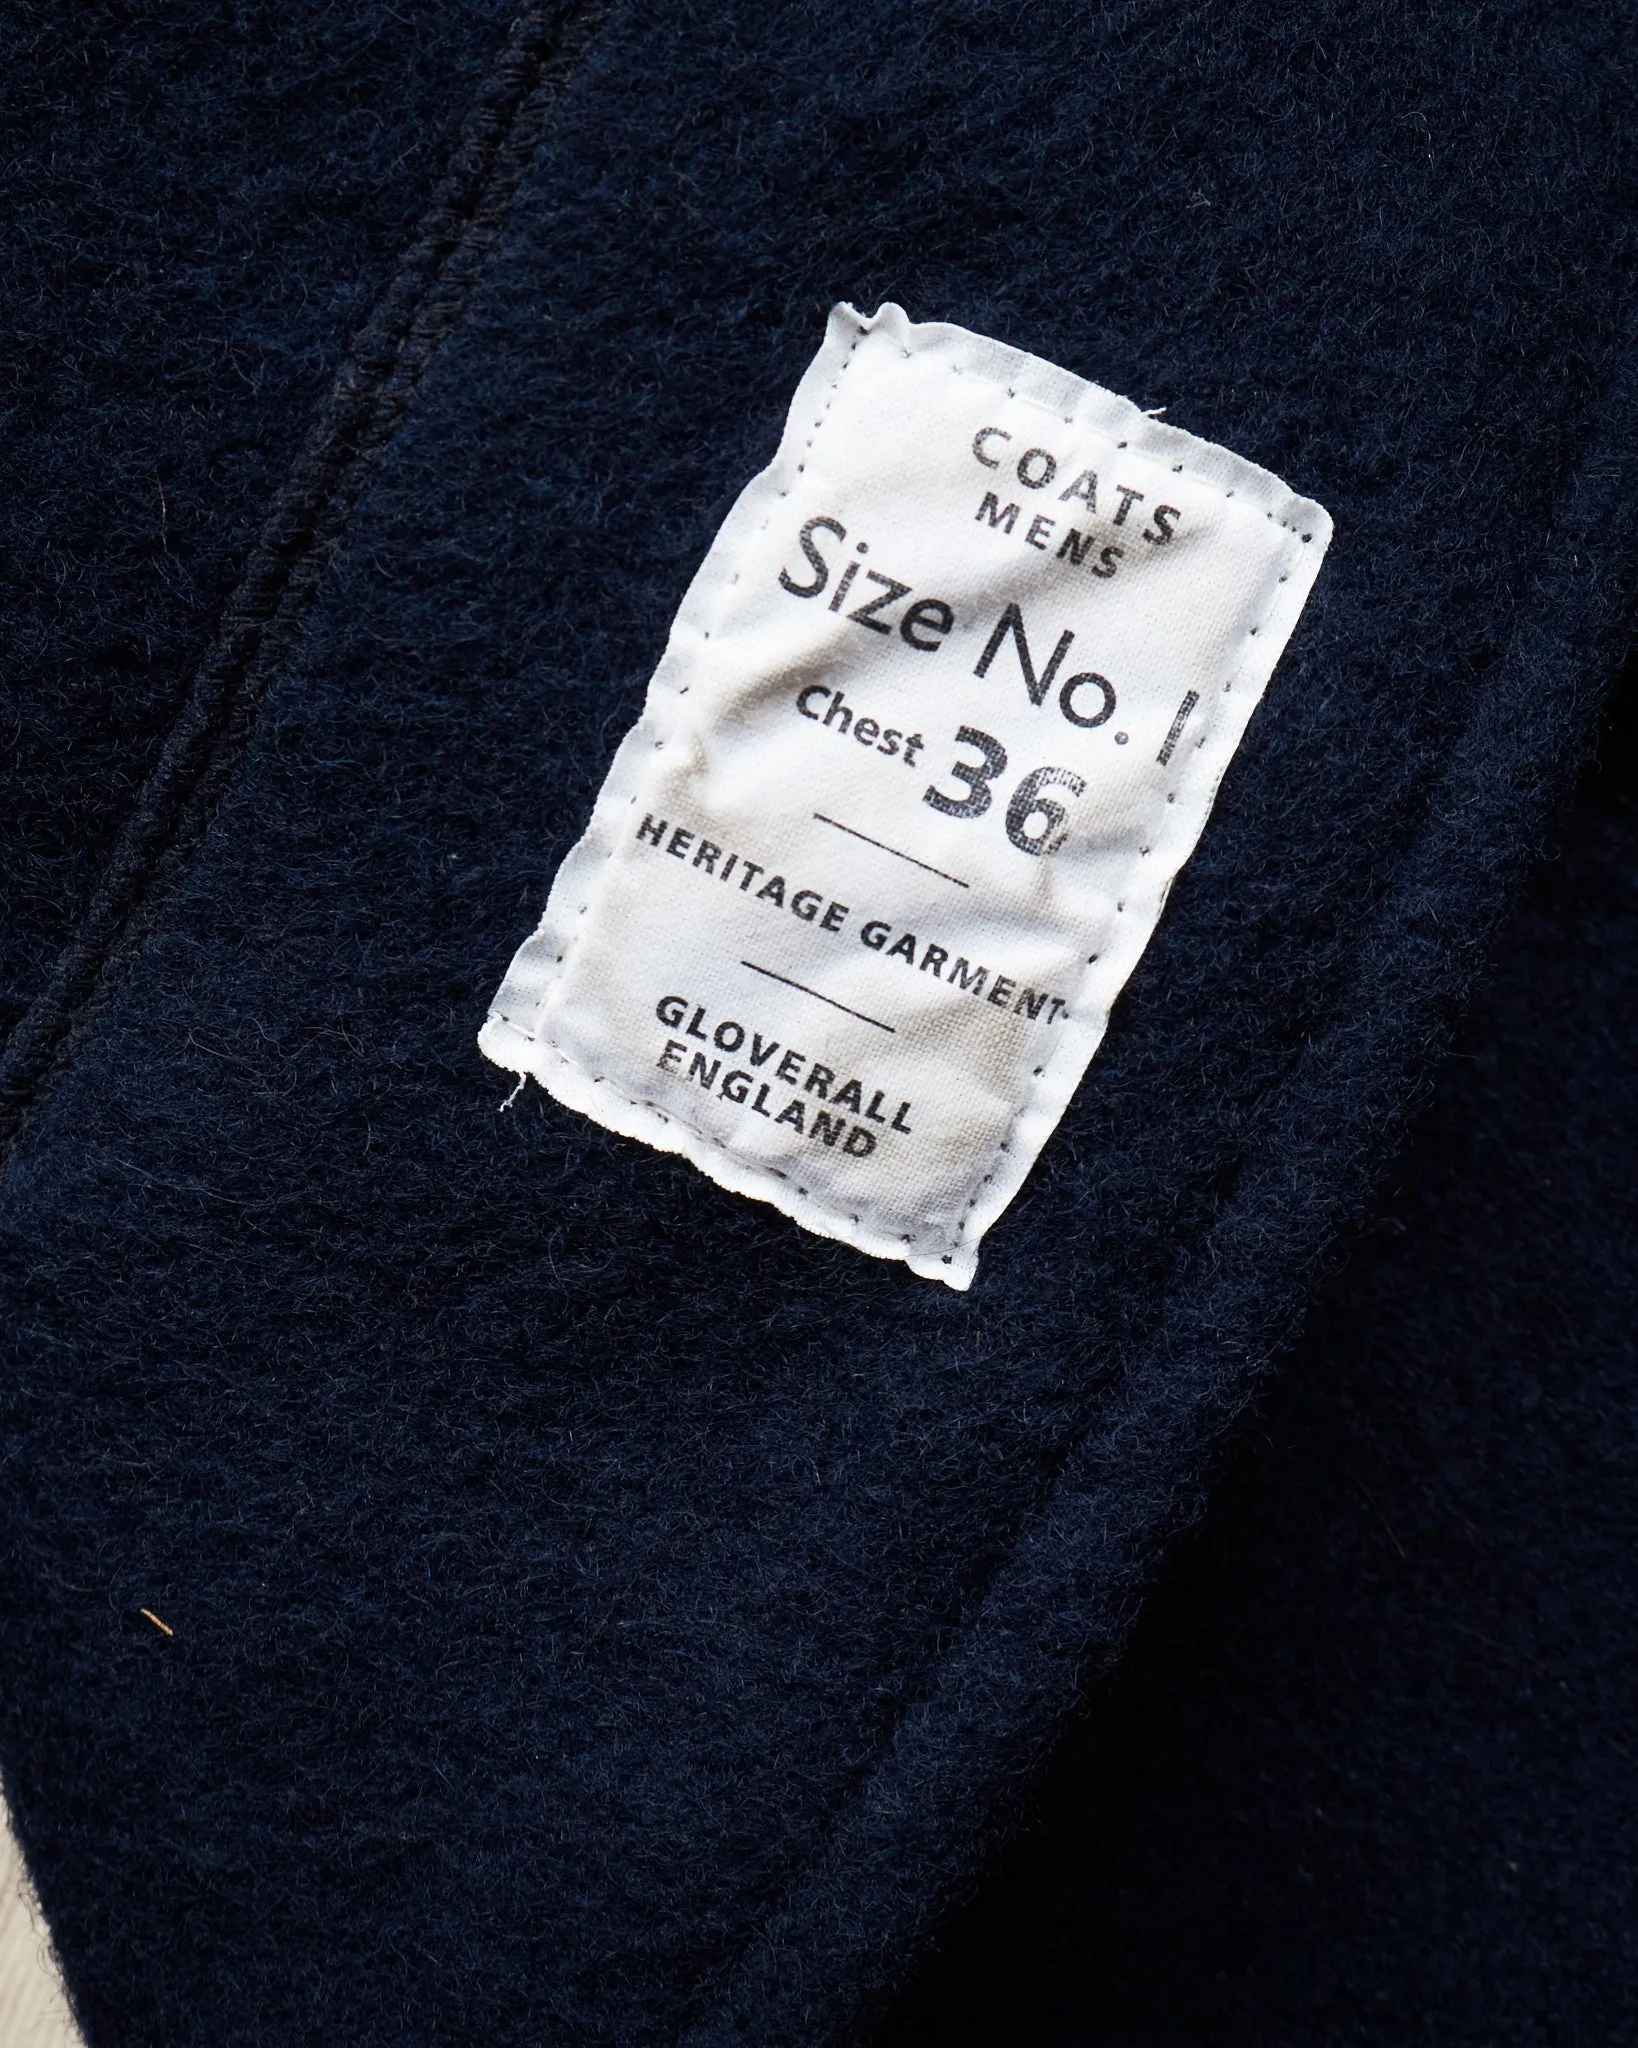 COATS
MENS
Size No. 1
Chest 36
HERITAGE GARMENT
GLOVERALL
ENGLAND